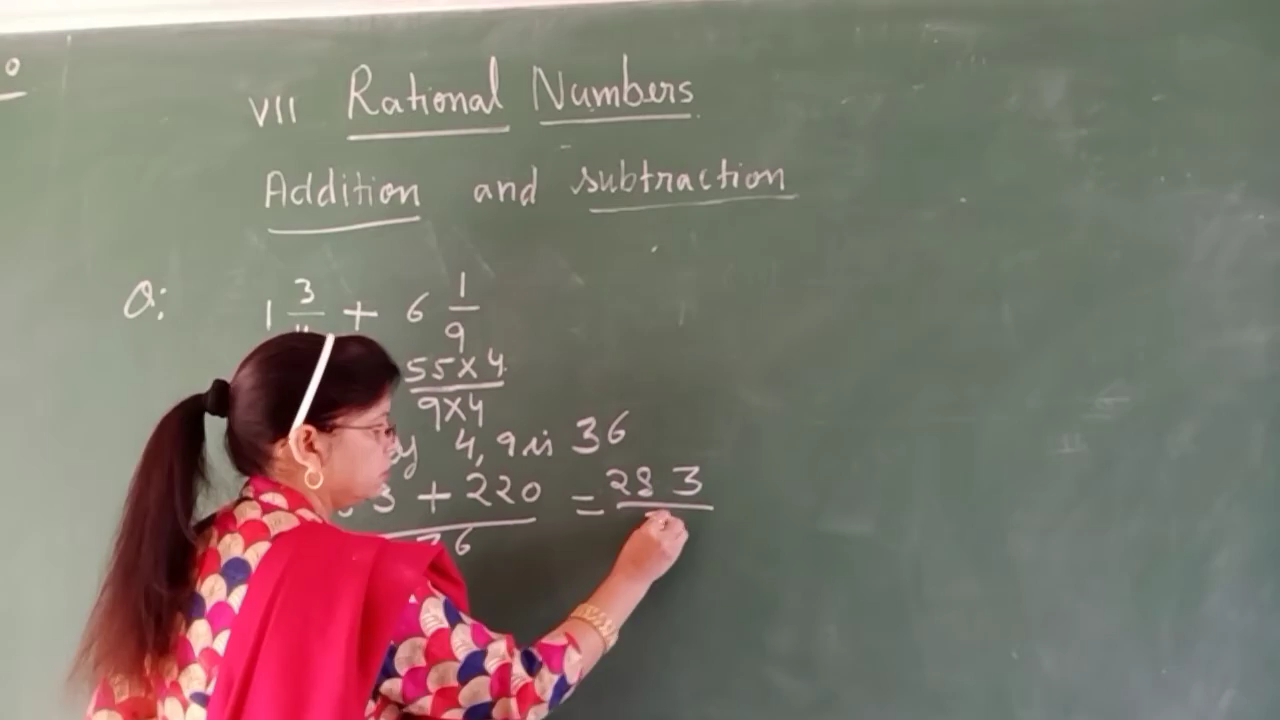 VII Rational Numbers
Addition and subtraction
Q: 1 3/ + 6 1/9
55×4/9×4
4, 9 is 36
3 + 220/36 = 283